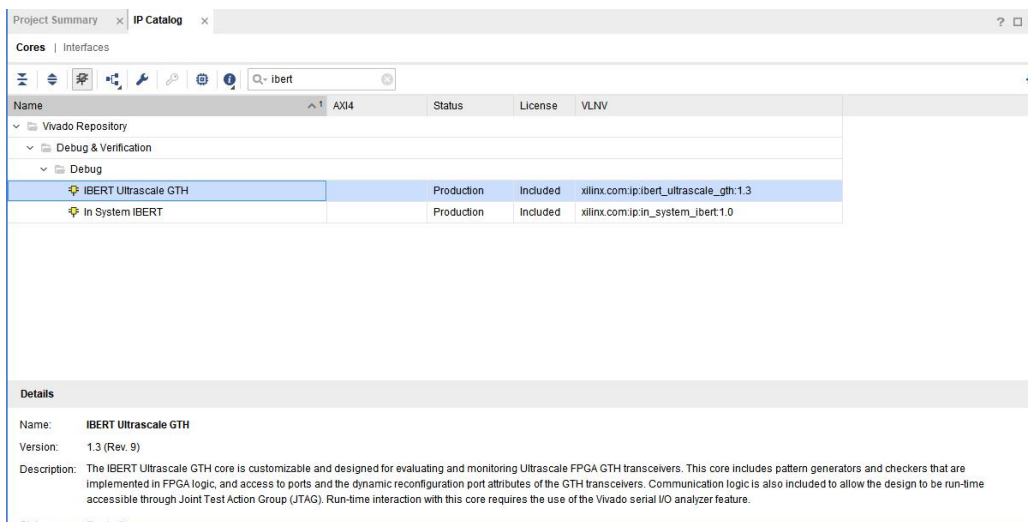 Project Summary × IP Catalog × ?
Cores | Interfaces
ibert
Name 1 AXI4 Status License VLNV
Vivado Repository
Debug & Verification
Debug
IBERT Ultrascale GTH Production Included xilinx.com:ip:ibert_ultrascale_gth:1.3
In System IBERT Production Included xilinx.com:ip:in_system_ibert:1.0
Details
Name: IBERT Ultrascale GTH
Version: 1.3 (Rev. 9)
Description: The IBERT Ultrascale GTH core is customizable and designed for evaluating and monitoring Ultrascale FPGA GTH transceivers. This core includes pattern generators and checkers that are
implemented in FPGA logic, and access to ports and the dynamic reconfiguration port attributes of the GTH transceivers. Communication logic is also included to allow the design to be run-time
accessible through Joint Test Action Group (JTAG). Run-time interaction with this core requires the use of the Vivado serial I/O analyzer feature.